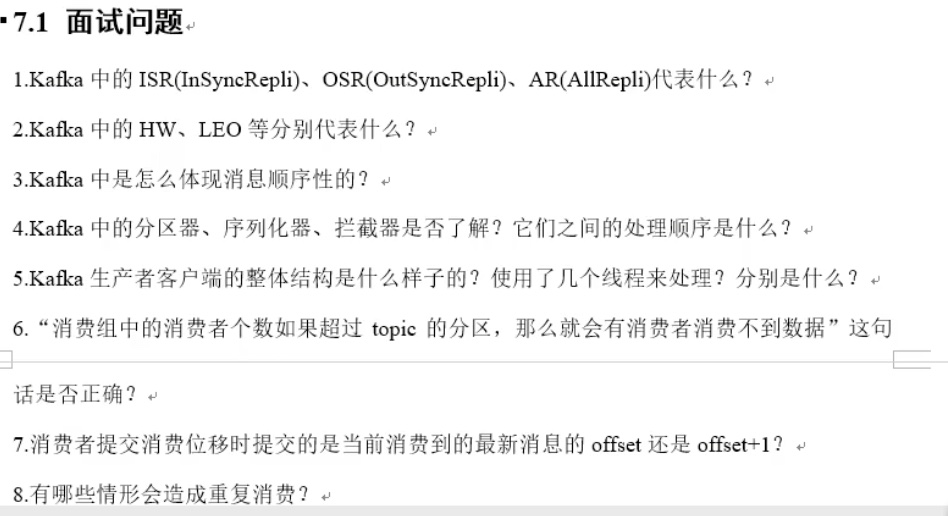 7.1 面试问题
1.Kafka 中的 ISR(InSyncRepli)、OSR(OutSyncRepli)、AR(AllRepli)代表什么？
2.Kafka 中的 HW、LEO 等分别代表什么？
3.Kafka 中是怎么体现消息顺序性的？
4.Kafka 中的分区器、序列化器、拦截器是否了解？它们之间的处理顺序是什么？
5.Kafka 生产者客户端的整体结构是什么样子的？使用了几个线程来处理？分别是什么？
6.“消费组中的消费者个数如果超过 topic 的分区，那么就会有消费者消费不到数据”这句
话是否正确？
7.消费者提交消费位移时提交的是当前消费到的最新消息的 offset 还是 offset+1？
8.有哪些情形会造成重复消费？